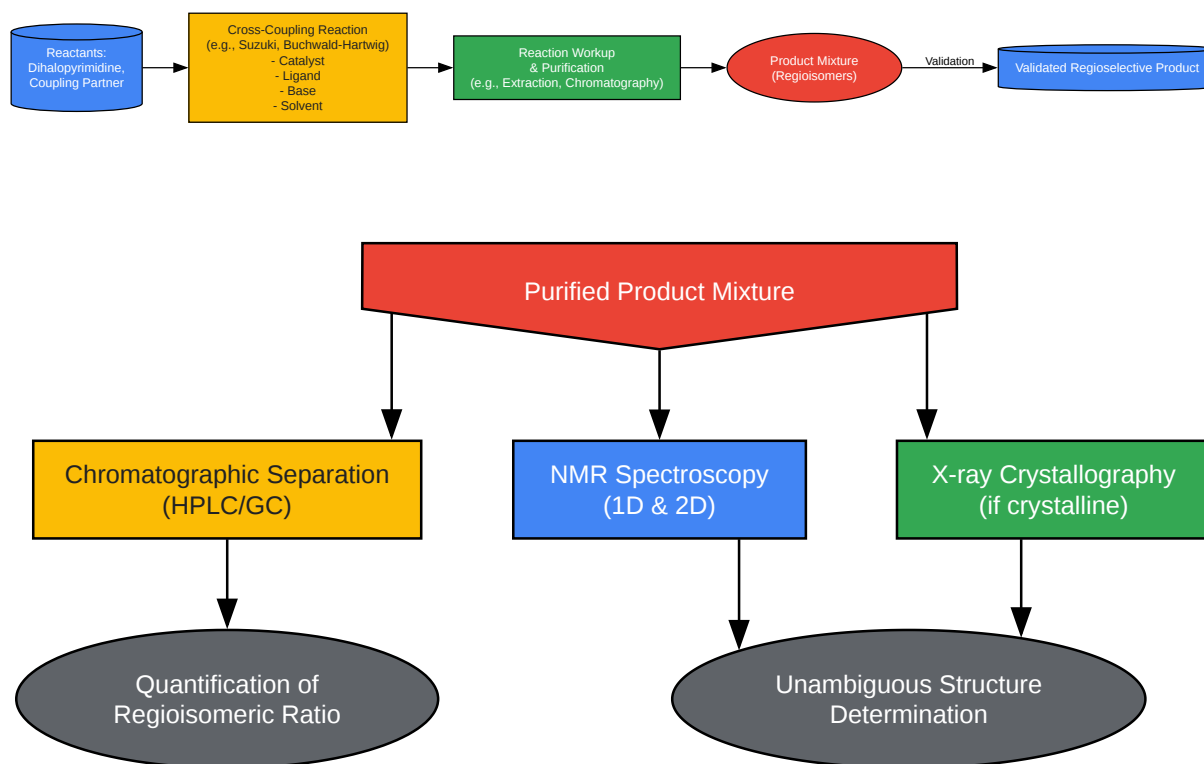 Reactants:
Dihalopyrimidine,
Coupling Partner
Cross-Coupling Reaction
(e.g., Suzuki, Buchwald-Hartwig)
- Catalyst
- Ligand
- Base
- Solvent
Reaction Workup
& Purification
(e.g., Extraction, Chromatography)
Product Mixture
(Regioisomers)
Validation
Validated Regioselective Product
Purified Product Mixture
Chromatographic Separation
(HPLC/GC)
NMR Spectroscopy
(1D & 2D)
X-ray Crystallography
(if crystalline)
Quantification of
Regioisomeric Ratio
Unambiguous Structure
Determination